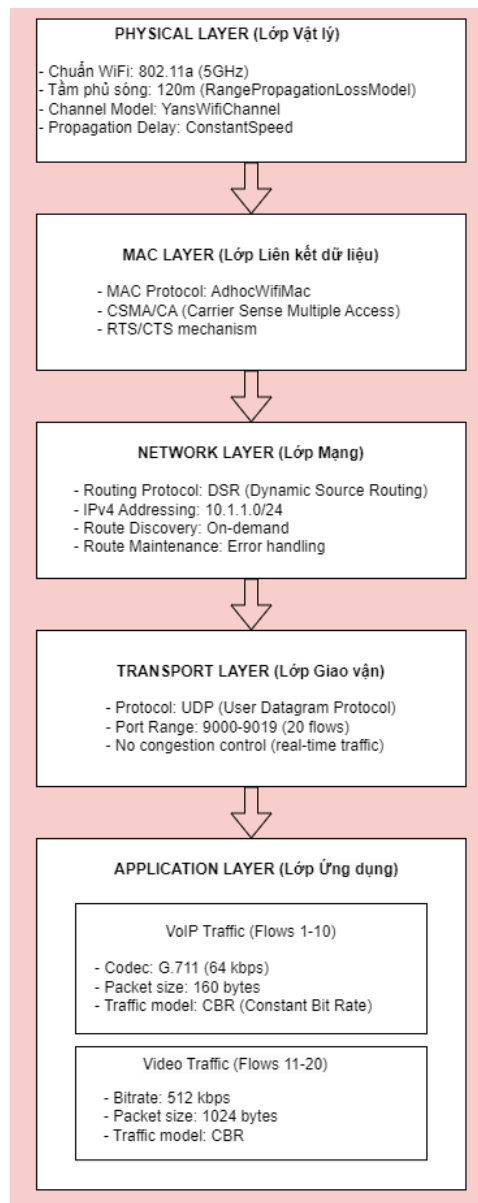 PHYSICAL LAYER (Lớp Vật lý)
- Chuẩn WiFi: 802.11a (5GHz)
- Tầm phủ sóng: 120m (RangePropagationLossModel)
- Channel Model: YansWifiChannel
- Propagation Delay: ConstantSpeed
MAC LAYER (Lớp Liên kết dữ liệu)
- MAC Protocol: AdhocWifiMac
- CSMA/CA (Carrier Sense Multiple Access)
- RTS/CTS mechanism
NETWORK LAYER (Lớp Mạng)
- Routing Protocol: DSR (Dynamic Source Routing)
- IPv4 Addressing: 10.1.1.0/24
- Route Discovery: On-demand
- Route Maintenance: Error handling
TRANSPORT LAYER (Lớp Giao vận)
- Protocol: UDP (User Datagram Protocol)
- Port Range: 9000-9019 (20 flows)
- No congestion control (real-time traffic)
APPLICATION LAYER (Lớp Ứng dụng)
VoIP Traffic (Flows 1-10)
- Codec: G.711 (64 kbps)
- Packet size: 160 bytes
- Traffic model: CBR (Constant Bit Rate)
Video Traffic (Flows 11-20)
- Bitrate: 512 kbps
- Packet size: 1024 bytes
- Traffic model: CBR